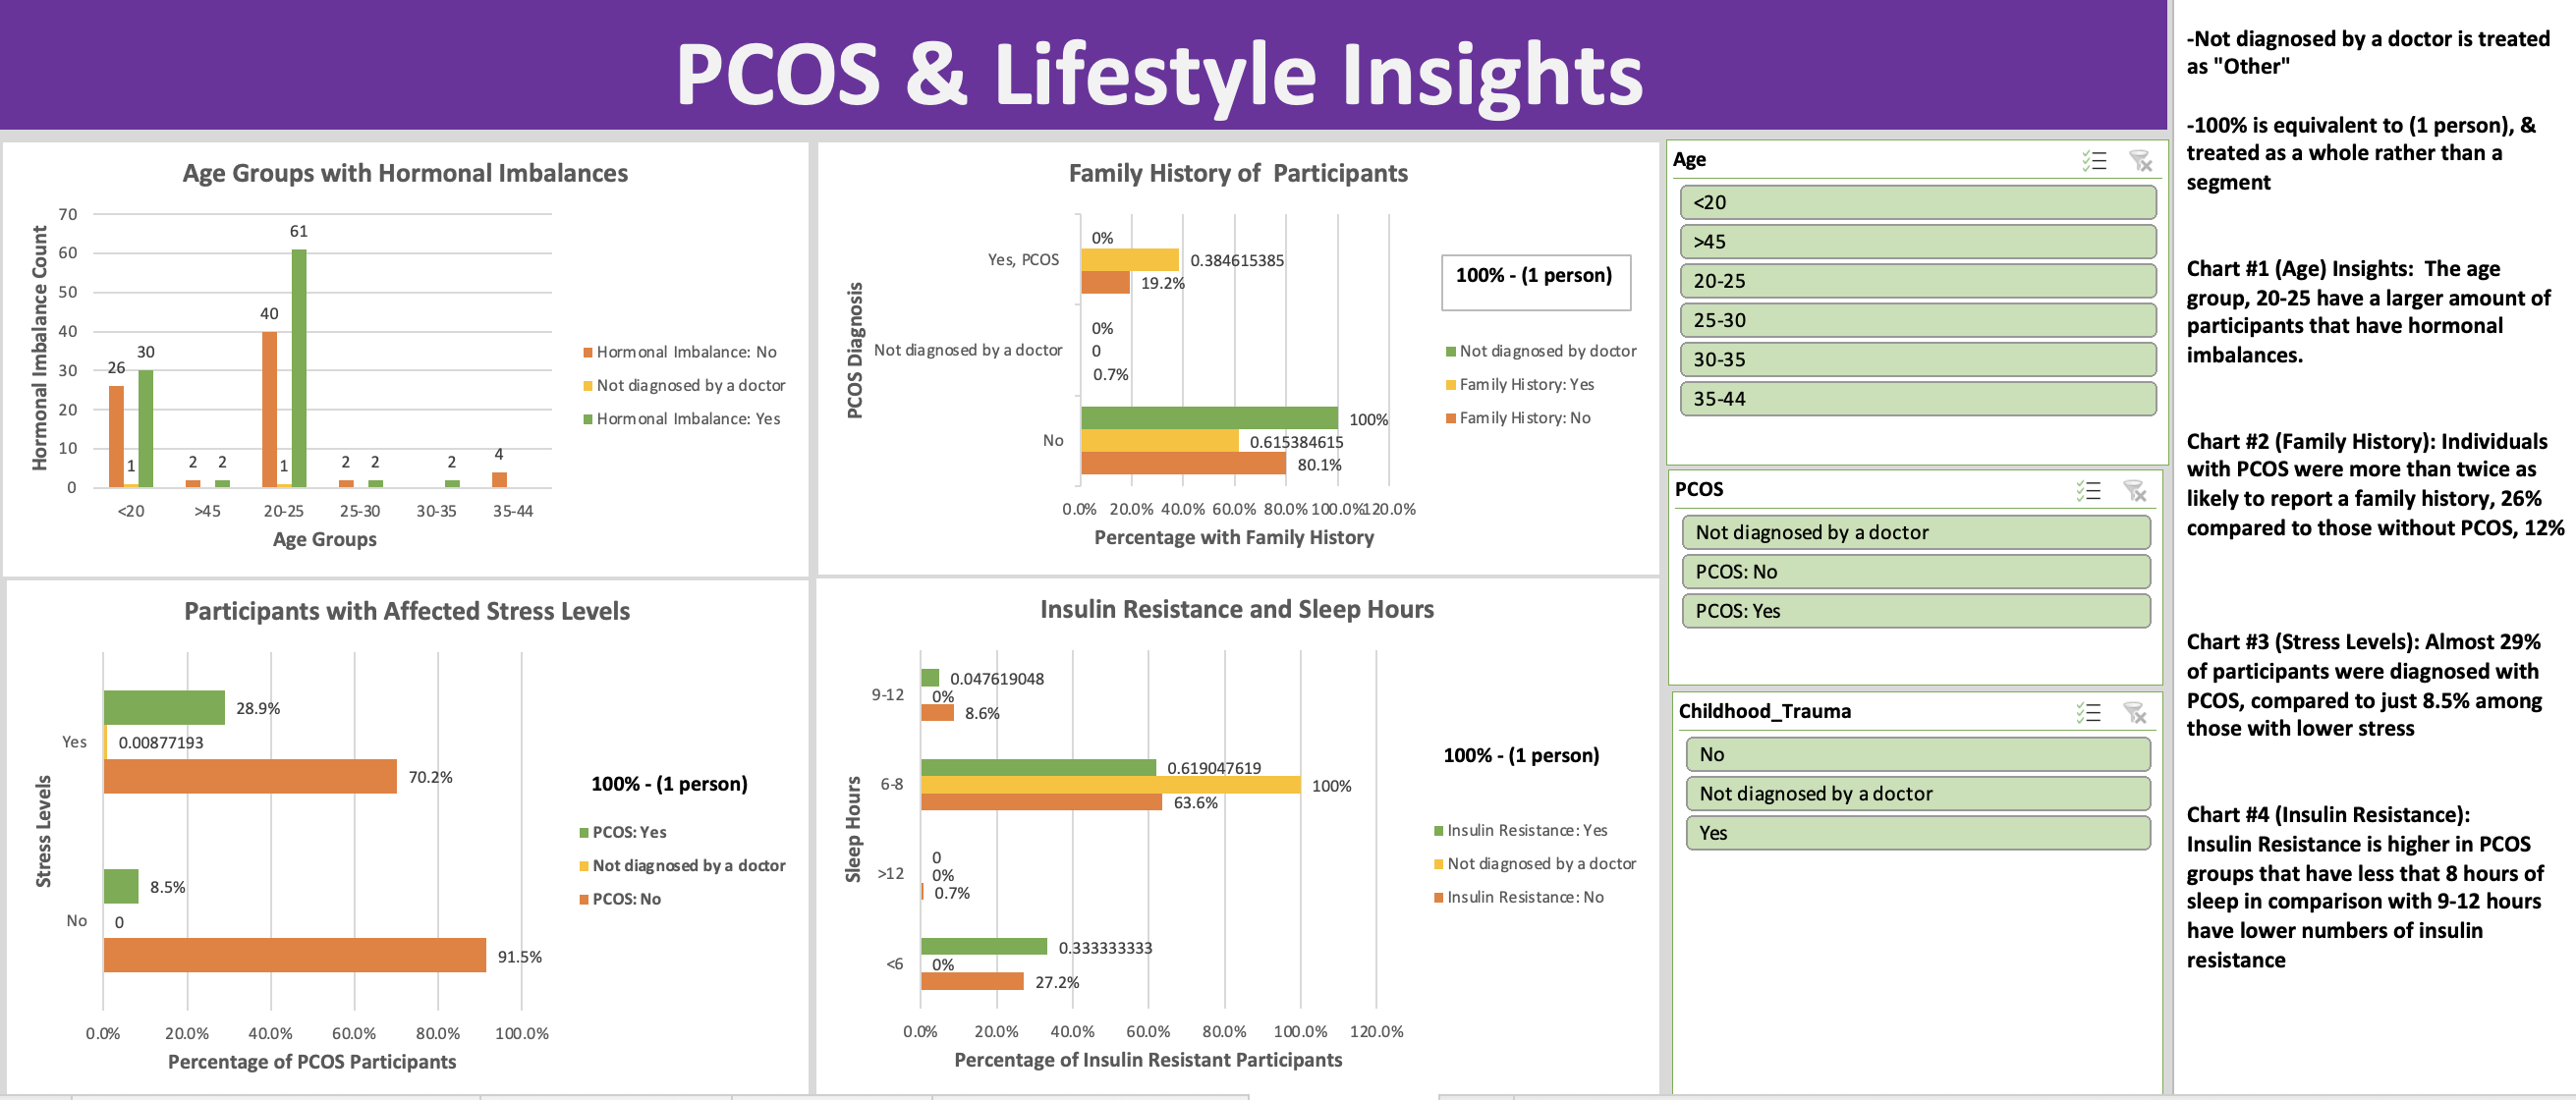 PCOS & Lifestyle Insights
Age Groups with Hormonal Imbalances
Hormonal Imbalance Count
70
60
50
40
30
20
10
0
26
1
30
2
2
40
1
61
2
2
2
4
<20
>45
20-25
25-30
30-35
35-44
Age Groups
Hormonal Imbalance: No
Not diagnosed by a doctor
Hormonal Imbalance: Yes
Family History of Participants
PCOS Diagnosis
Yes, PCOS
0%
0.384615385
19.2%
Not diagnosed by a doctor
0%
0
0.7%
No
100%
0.615384615
80.1%
0.0%
20.0%
40.0%
60.0%
80.0%
100.0%
120.0%
Percentage with Family History
100% - (1 person)
Not diagnosed by doctor
Family History: Yes
Family History: No
Participants with Affected Stress Levels
Stress Levels
Yes
28.9%
0.00877193
70.2%
No
8.5%
0
91.5%
0.0%
20.0%
40.0%
60.0%
80.0%
100.0%
Percentage of PCOS Participants
100% - (1 person)
PCOS: Yes
Not diagnosed by a doctor
PCOS: No
Insulin Resistance and Sleep Hours
Sleep Hours
9-12
0.047619048
0%
8.6%
6-8
0.619047619
100%
63.6%
>12
0
0%
0.7%
<6
0.333333333
0%
27.2%
0.0%
20.0%
40.0%
60.0%
80.0%
100.0%
120.0%
Percentage of Insulin Resistant Participants
100% - (1 person)
Insulin Resistance: Yes
Not diagnosed by a doctor
Insulin Resistance: No
Age
<20
>45
20-25
25-30
30-35
35-44
PCOS
Not diagnosed by a doctor
PCOS: No
PCOS: Yes
Childhood_Trauma
No
Not diagnosed by a doctor
Yes
-Not diagnosed by a doctor is treated
as "Other"
-100% is equivalent to (1 person), &
treated as a whole rather than a
segment
Chart #1 (Age) Insights: The age
group, 20-25 have a larger amount of
participants that have hormonal
imbalances.
Chart #2 (Family History): Individuals
with PCOS were more than twice as
likely to report a family history, 26%
compared to those without PCOS, 12%
Chart #3 (Stress Levels): Almost 29%
of participants were diagnosed with
PCOS, compared to just 8.5% among
those with lower stress
Chart #4 (Insulin Resistance):
Insulin Resistance is higher in PCOS
groups that have less that 8 hours of
sleep in comparison with 9-12 hours
have lower numbers of insulin
resistance